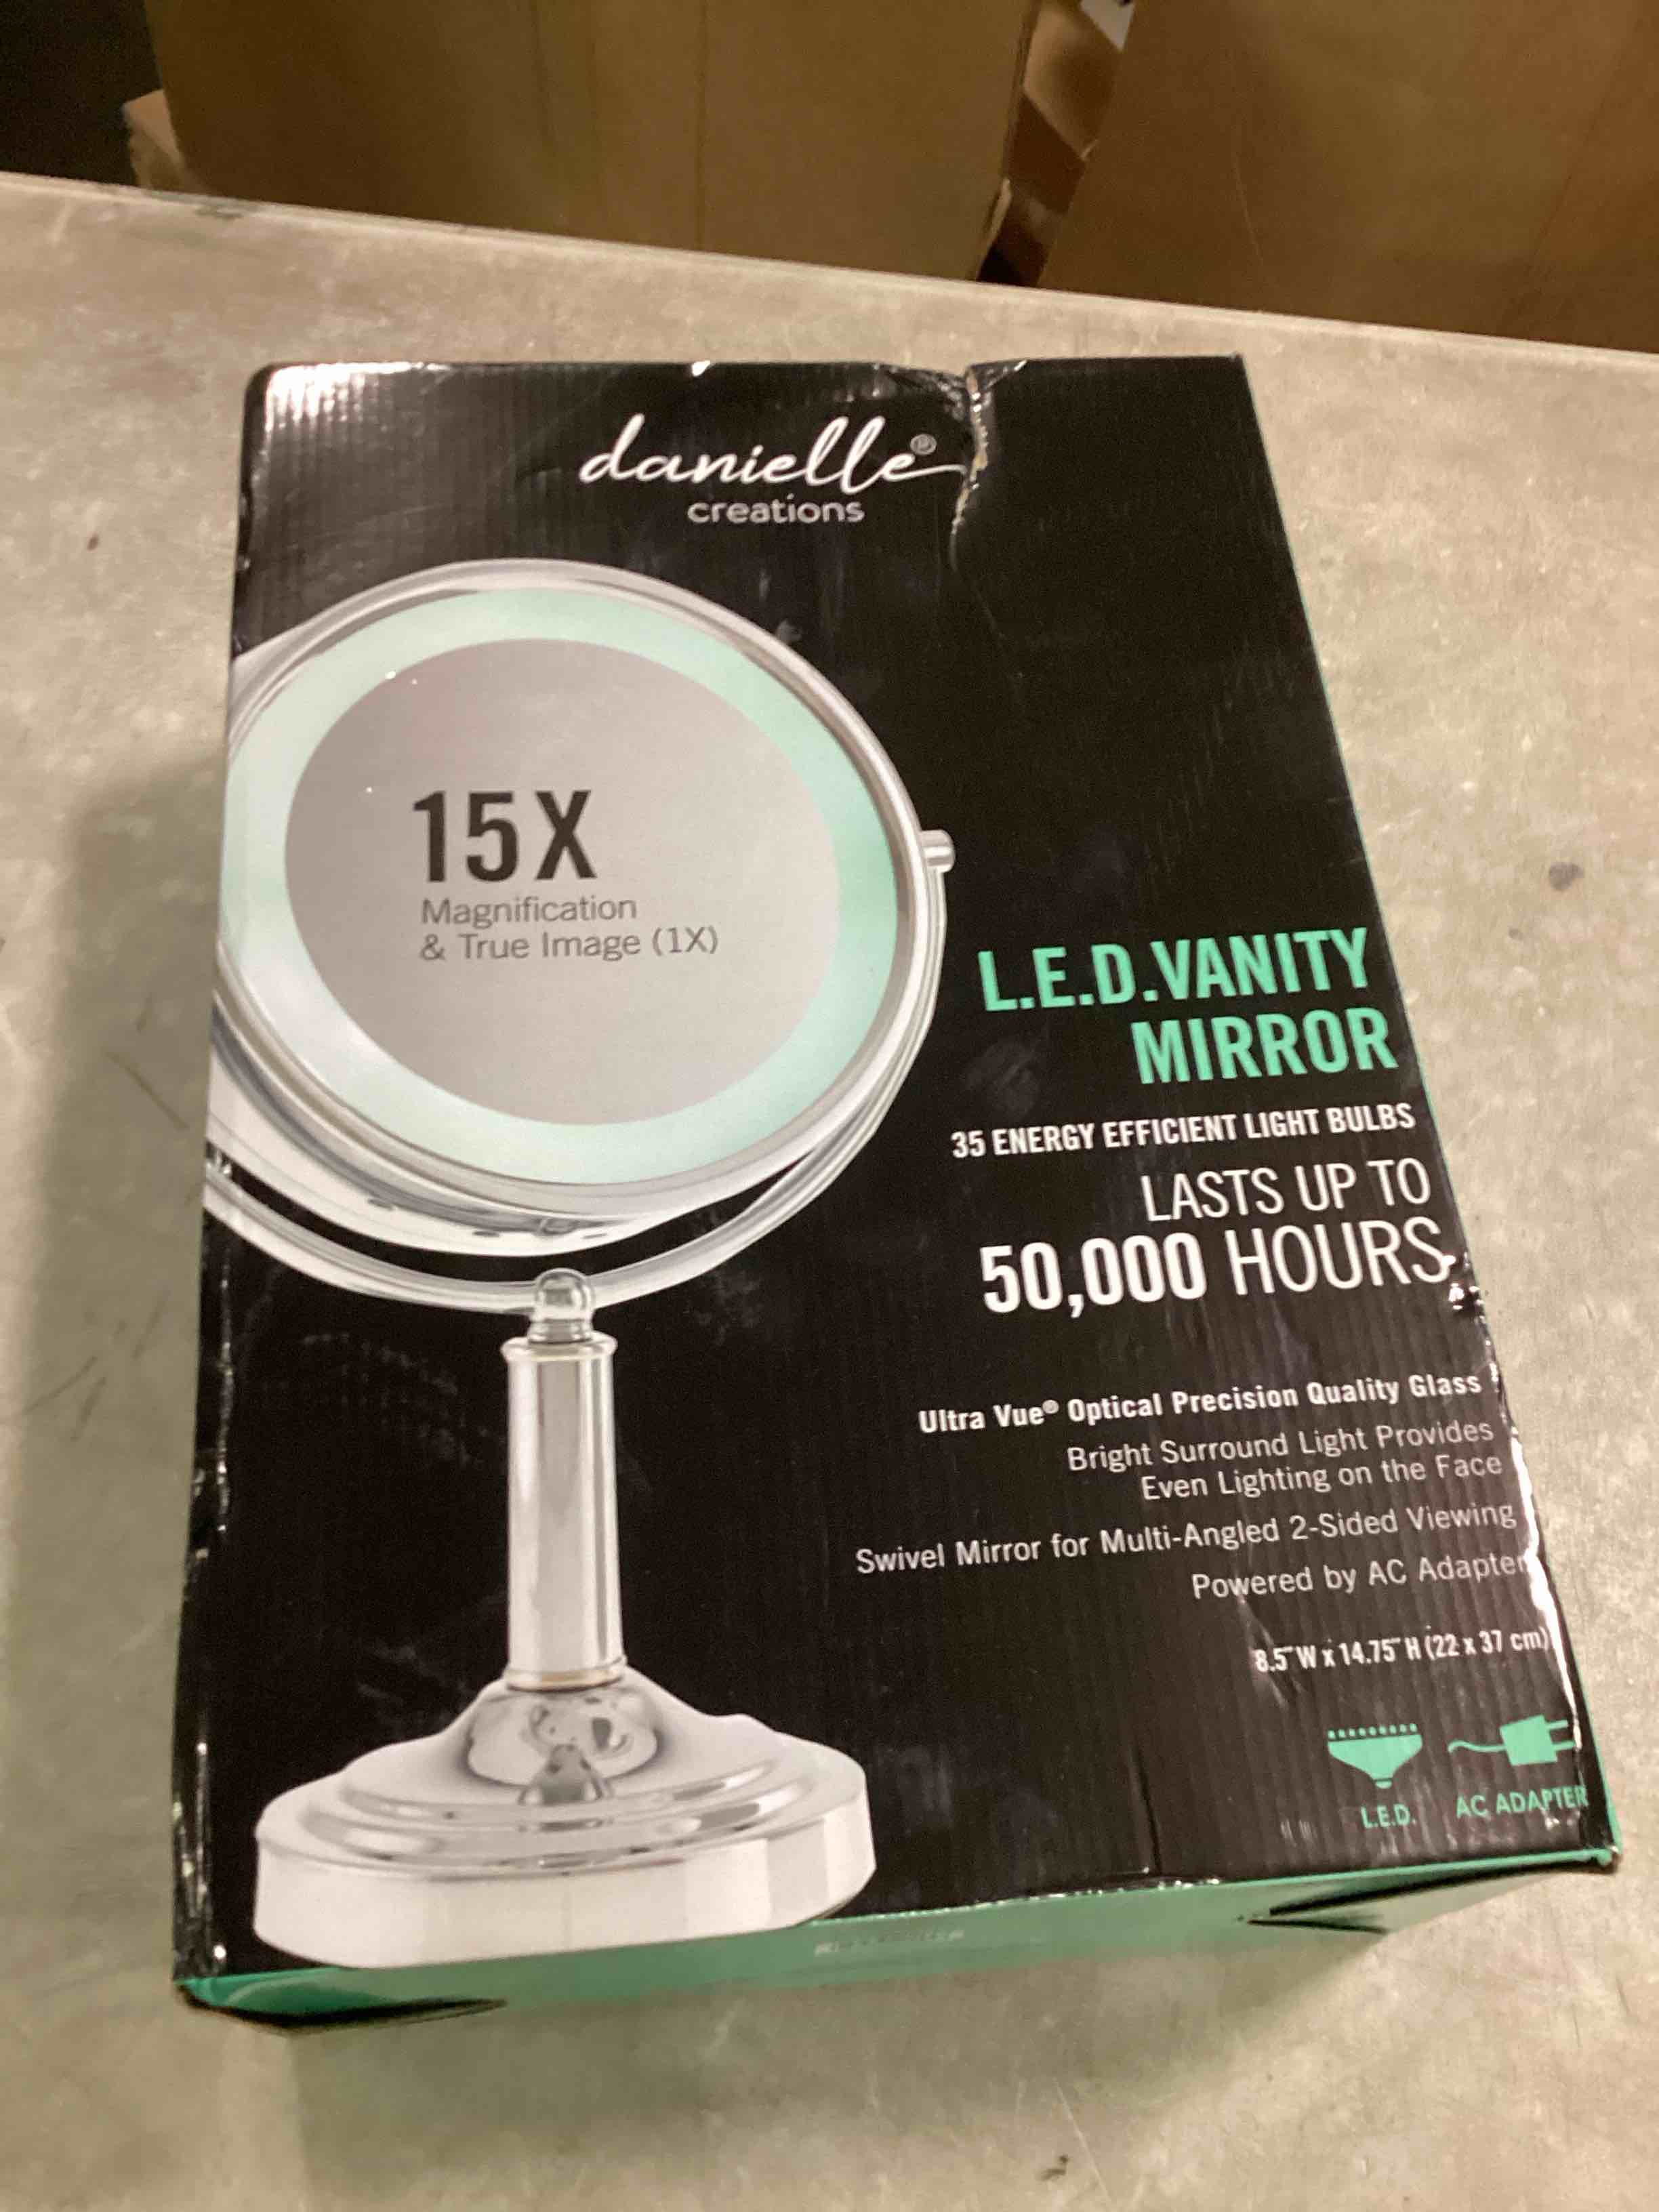 danielle®
creations
15X
Magnification
& True Image (1X)
L.E.D.VANITY
MIRROR
35 ENERGY EFFICIENT LIGHT BULBS
LASTS UP TO
50,000 HOURS
Ultra Vue® Optical Precision Quality Glass
Bright Surround Light Provides
Even Lighting on the Face
Swivel Mirror for Multi-Angled 2-Sided Viewing
Powered by AC Adapter
8.5" W x 14.75" H (22 x 37 cm)
L.E.D.
AC ADAPTER